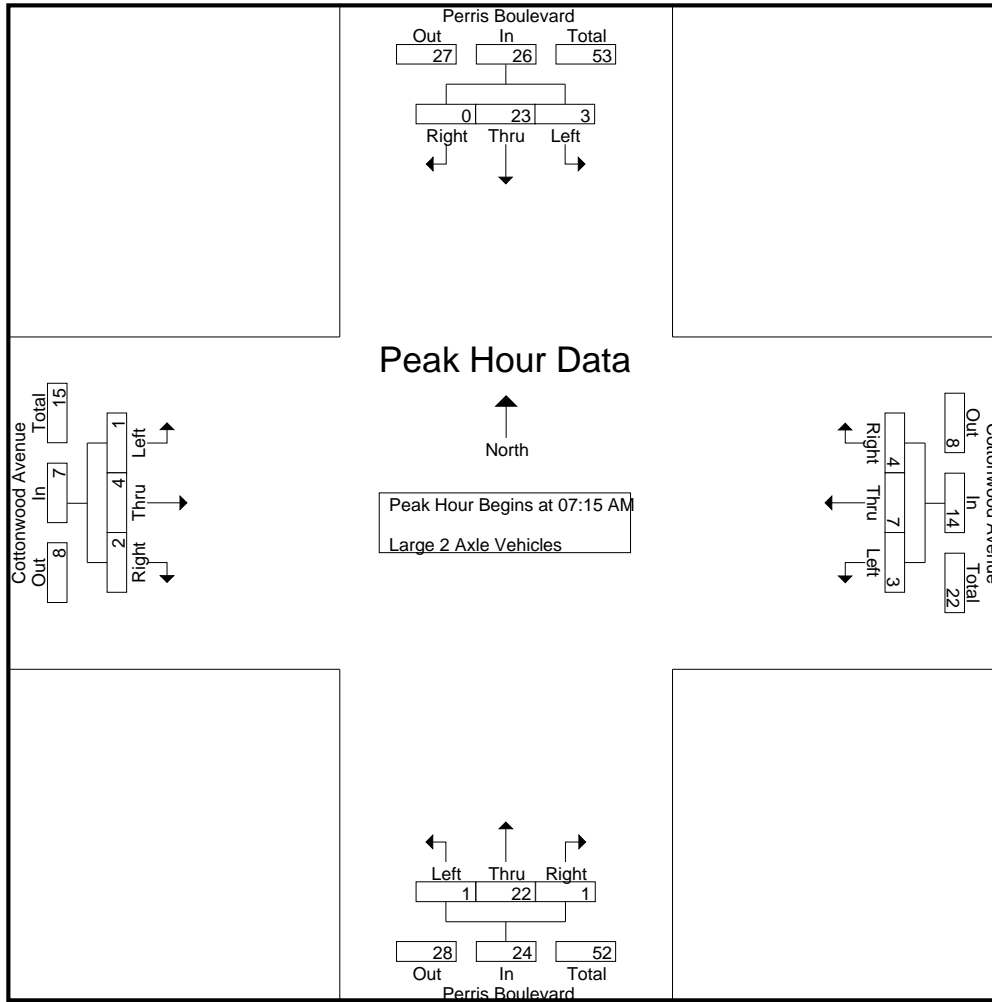 Perris Boulevard
Out In Total
27 26 53
0 23 3
Right Thru Left
Peak Hour Data
North
Peak Hour Begins at 07:15 AM
Large 2 Axle Vehicles
Cottonwood Avenue
Out In Total
8 7 15
Right Thru Left
2 4 1
Cottonwood Avenue
Out In Total
8 14 22
Right Thru Left
4 7 3
Left Thru Right
1 22 1
28 24 52
Out In Total
Perris Boulevard